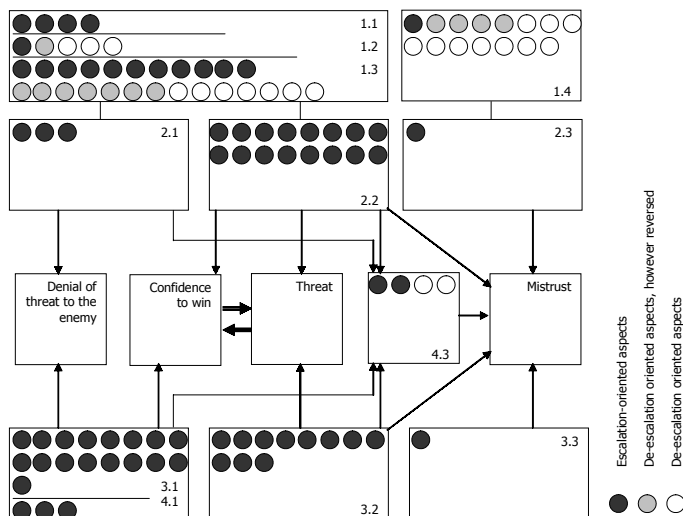 1.1
1.2
1.3
1.4
2.1
2.2
2.3
Denial of
threat to the
enemy
Confidence
to win
Threat
4.3
Mistrust
3.1
4.1
3.2
3.3
Escalation-oriented aspects
De-escalation oriented aspects, however reversed
De-escalation oriented aspects